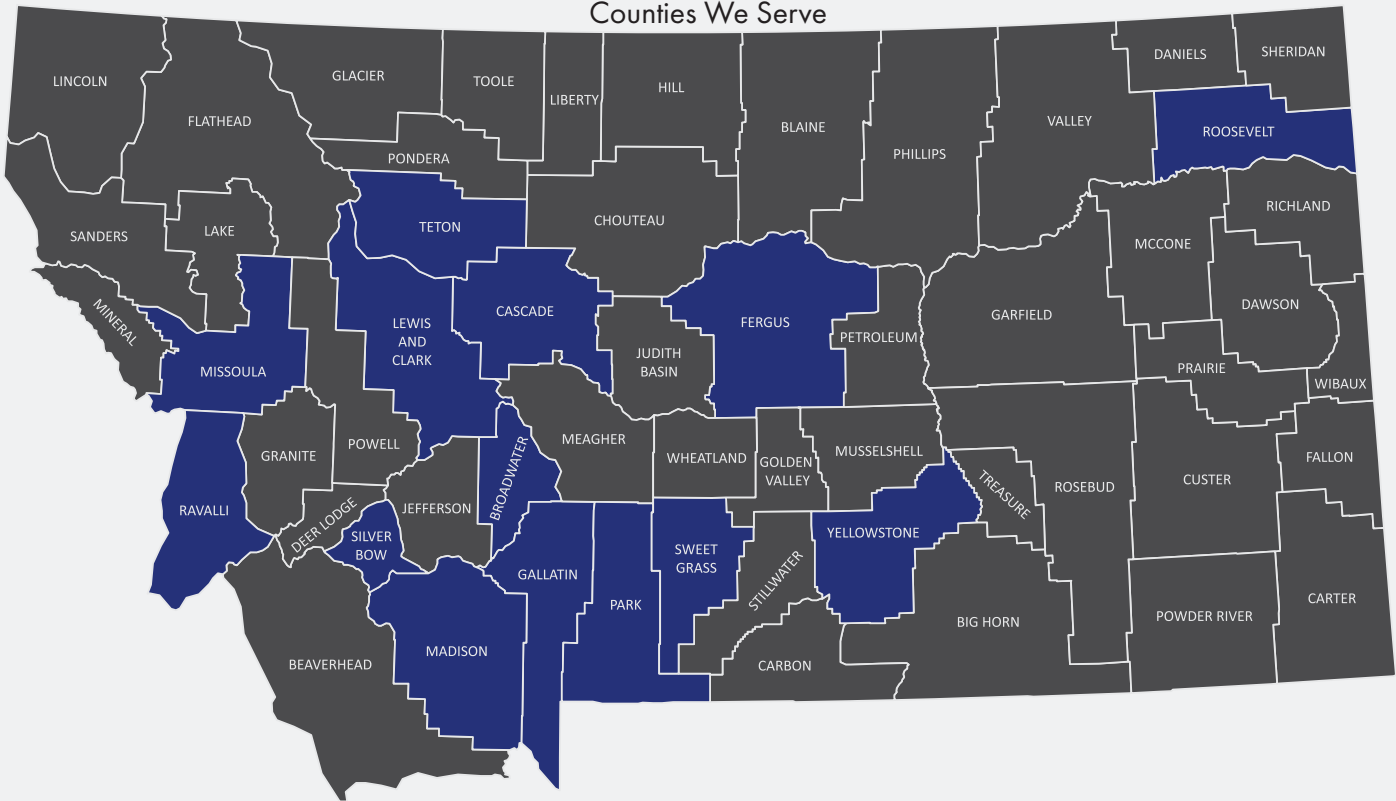 Counties We Serve
LINCOLN
FLATHEAD
GLACIER
TOOLE
LIBERTY
HILL
BLAINE
PHILLIPS
VALLEY
DANIELS
SHERIDAN
ROOSEVELT
PONDERA
TETON
CHOUTEAU
SANDERS
LAKE
RICHLAND
MCCONE
DAWSON
MINERAL
MISSOULA
LEWIS
AND
CLARK
CASCADE
JUDITH
BASIN
FERGUS
PETROLEUM
GARFIELD
PRAIRIE
WIBAUX
RAVALLI
GRANITE
POWELL
DEER LODGE
SILVER
BOW
JEFFERSON
BROADWATER
MEAGHER
WHEATLAND
GOLDEN
VALLEY
MUSSELSHELL
TREASURE
ROSEBUD
CUSTER
FALLON
BEAVERHEAD
MADISON
GALLATIN
PARK
SWEET
GRASS
STILLWATER
YELLOWSTONE
CARBON
BIG HORN
POWDER RIVER
CARTER